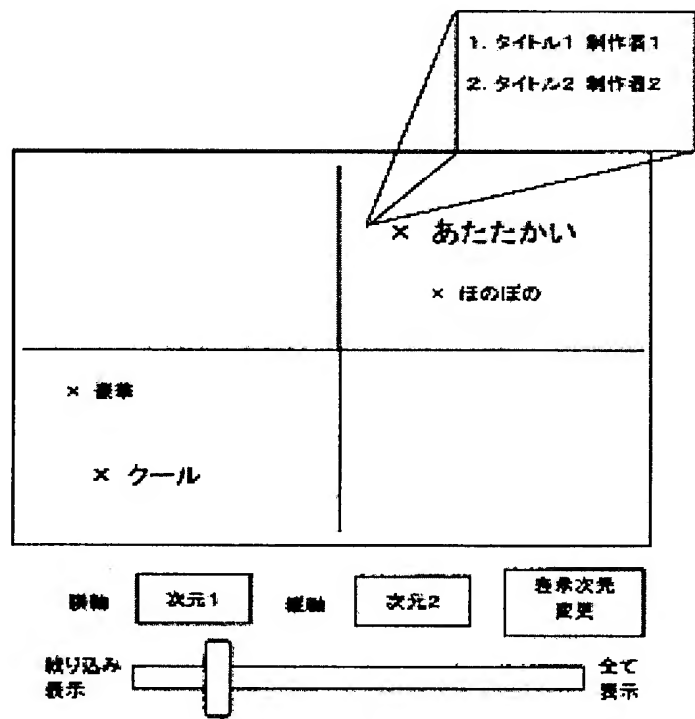 1. タイトル1 制作者1
2. タイトル2 制作者2
× あたたかい
× ほのぼの
× 豪華
× クール
横軸
次元1
縦軸
次元2
表示次元
変更
絞り込み
表示
全て
表示